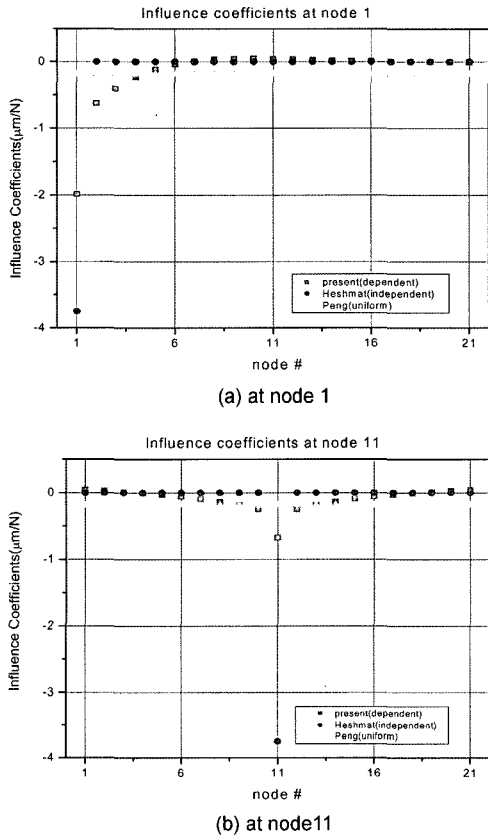 Influence coefficients at node 1
0
-1
-2
-3
-4
Influence Coefficients(μm/N)
present(dependent)
Heshmat(independent)
Peng(uniform)
1 6 11 16 21
node #
(a) at node 1
Influence coefficients at node 11
0
-1
-2
-3
-4
Influence Coefficients(μm/N)
present(dependent)
Heshmat(independent)
Peng(uniform)
1 6 11 16 21
node #
(b) at node11